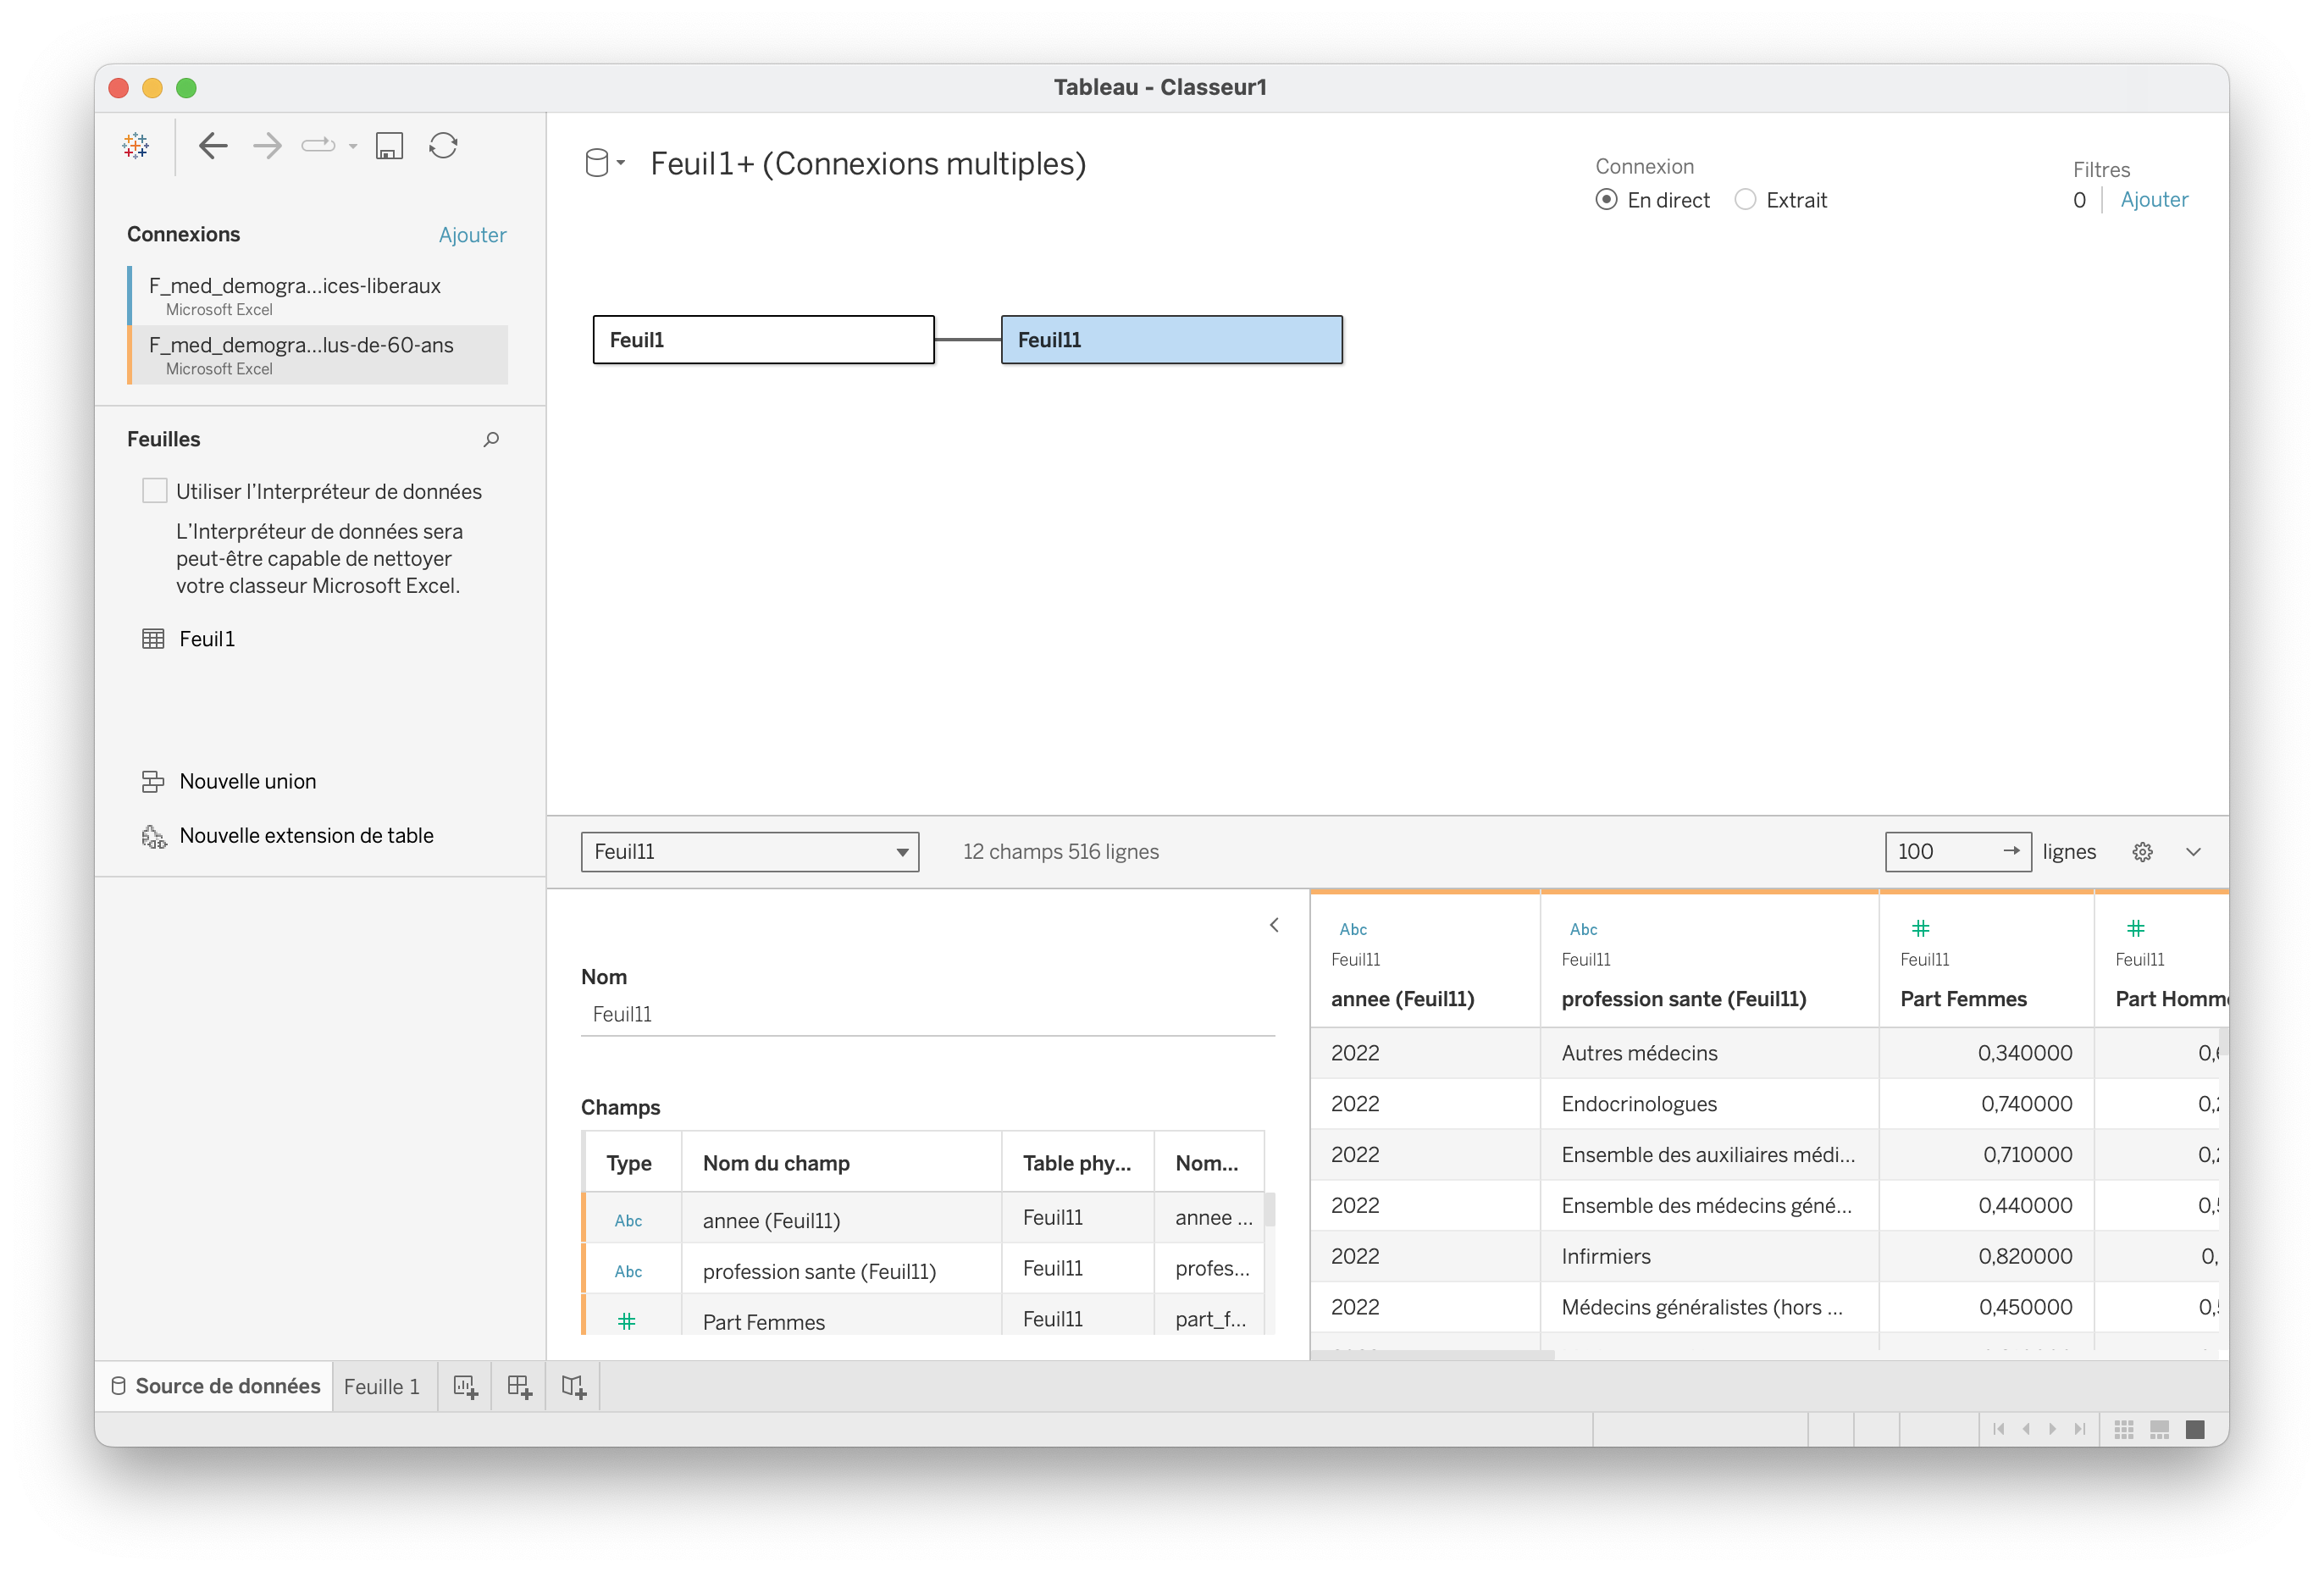 Tableau - Classeur1
Feuil1+ (Connexions multiples)
Connexion
En direct
Extrait
Filtres
0
Ajouter
Connexions
Ajouter
F_med_demogra...ices-liberaux
Microsoft Excel
F_med_demogra...lus-de-60-ans
Microsoft Excel
Feuilles
Utiliser l'Interpréteur de données
L'Interpréteur de données sera
peut-être capable de nettoyer
votre classeur Microsoft Excel.
Feuil1
Nouvelle union
Nouvelle extension de table
Feuil1
Feuil11
Feuil11
12 champs 516 lignes
100
lignes
Nom
Feuil11
Champs
Type Nom du champ Table phy... Nom...
Abc annee (Feuil11) Feuil11 annee ...
Abc profession sante (Feuil11) Feuil11 profes...
# Part Femmes Feuil11 part_f...
Abc Abc # #
Feuil11 Feuil11 Feuil11 Feuil11
annee (Feuil11) profession sante (Feuil11) Part Femmes Part Homm
2022 Autres médecins 0,340000 0,
2022 Endocrinologues 0,740000 0,
2022 Ensemble des auxiliaires médi... 0,710000 0,
2022 Ensemble des médecins géné... 0,440000 0,
2022 Infirmiers 0,820000 0,
2022 Médecins généralistes (hors ... 0,450000 0,
Source de données
Feuille 1